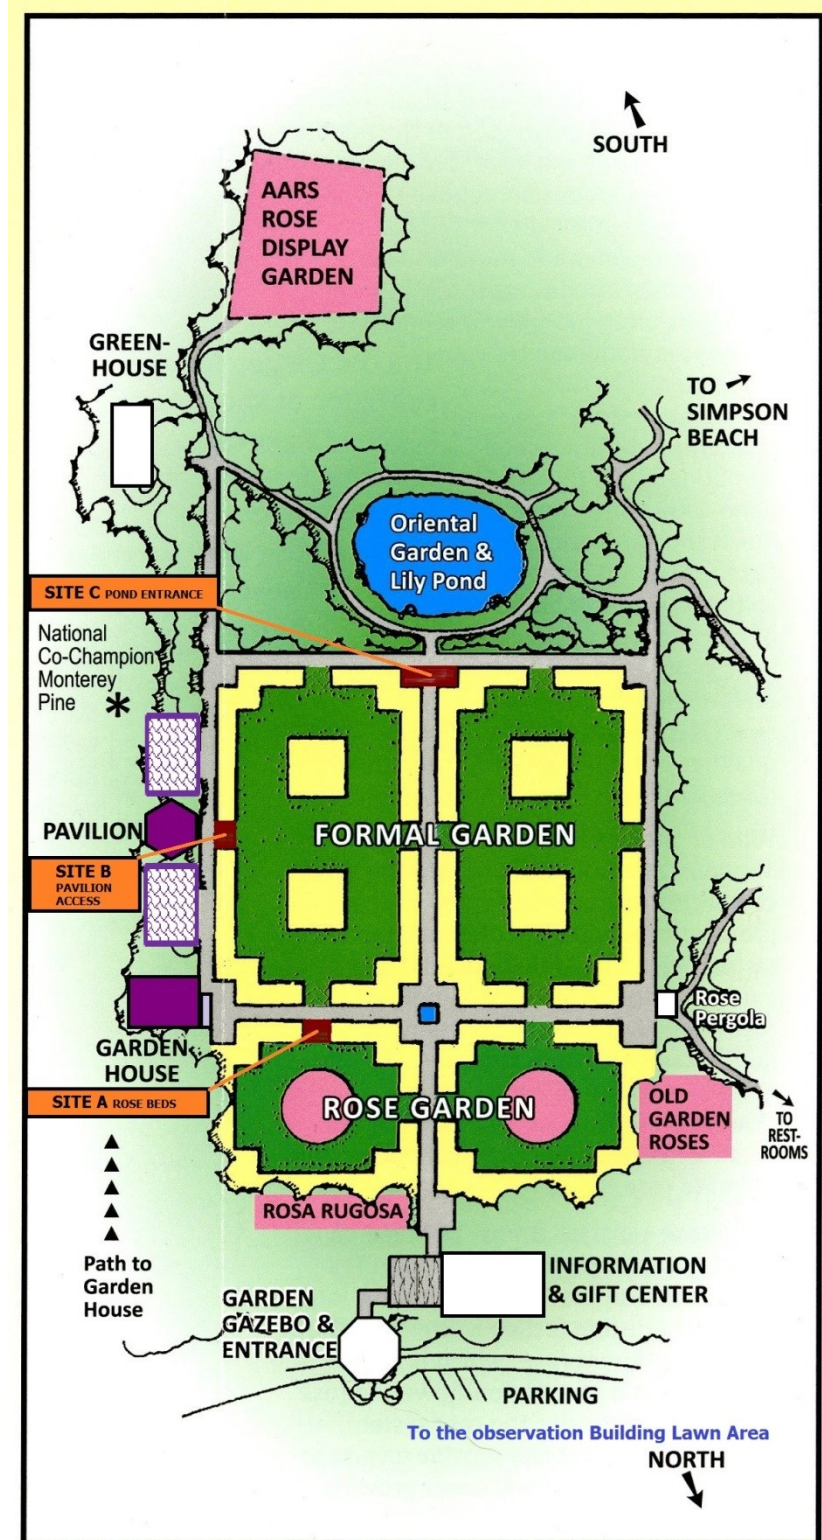 SOUTH
AARS
ROSE
DISPLAY
GARDEN
GREEN-
HOUSE
TO
SIMPSON
BEACH
Oriental
Garden &
Lily Pond
SITE C POND ENTRANCE
National
Co-Champion
Monterey
Pine *
PAVILION
FORMAL GARDEN
SITE B
PAVILION
ACCESS
Rose
Pergola
GARDEN
HOUSE
SITE A ROSE BEDS
ROSE GARDEN
OLD
GARDEN
ROSES
TO
REST-
ROOMS
ROSA RUGOSA
Path to
Garden
House
INFORMATION
& GIFT CENTER
GARDEN
GAZEBO &
ENTRANCE
PARKING
To the observation Building Lawn Area
NORTH